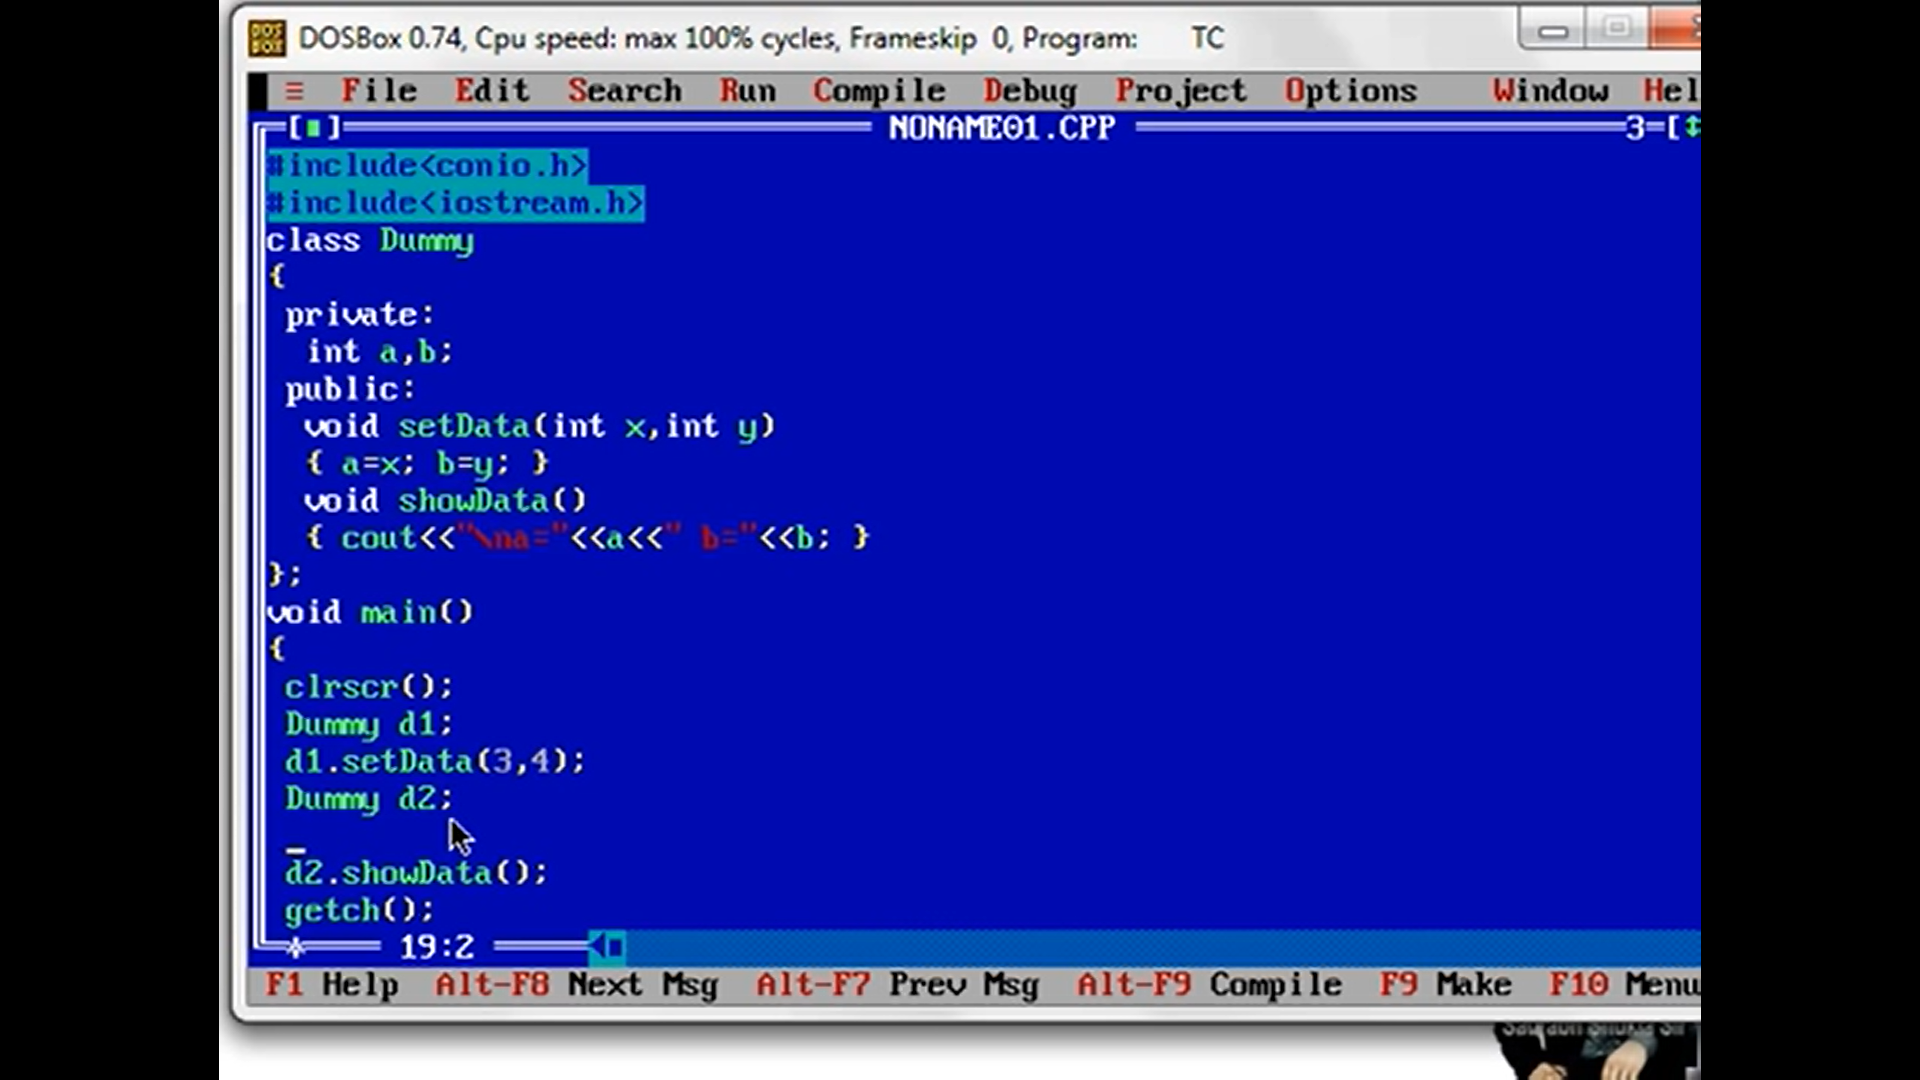 DOSBox 0.74, Cpu speed: max 100% cycles, Frameskip 0, Program: TC
≡ File Edit Search Run Compile Debug Project Options Window Hel
[■] NONAME01.CPP 3=[↕
#include<conio.h>
#include<iostream.h>
class Dummy
{
private:
int a,b;
public:
void setData(int x,int y)
{ a=x; b=y; }
void showData()
{ cout<<"\na="<<a<<" b="<<b; }
};
void main()
{
clrscr();
Dummy d1;
d1.setData(3,4);
Dummy d2;
d2.showData();
getch();
19:2
F1 Help Alt-F8 Next Msg Alt-F7 Prev Msg Alt-F9 Compile F9 Make F10 Menu